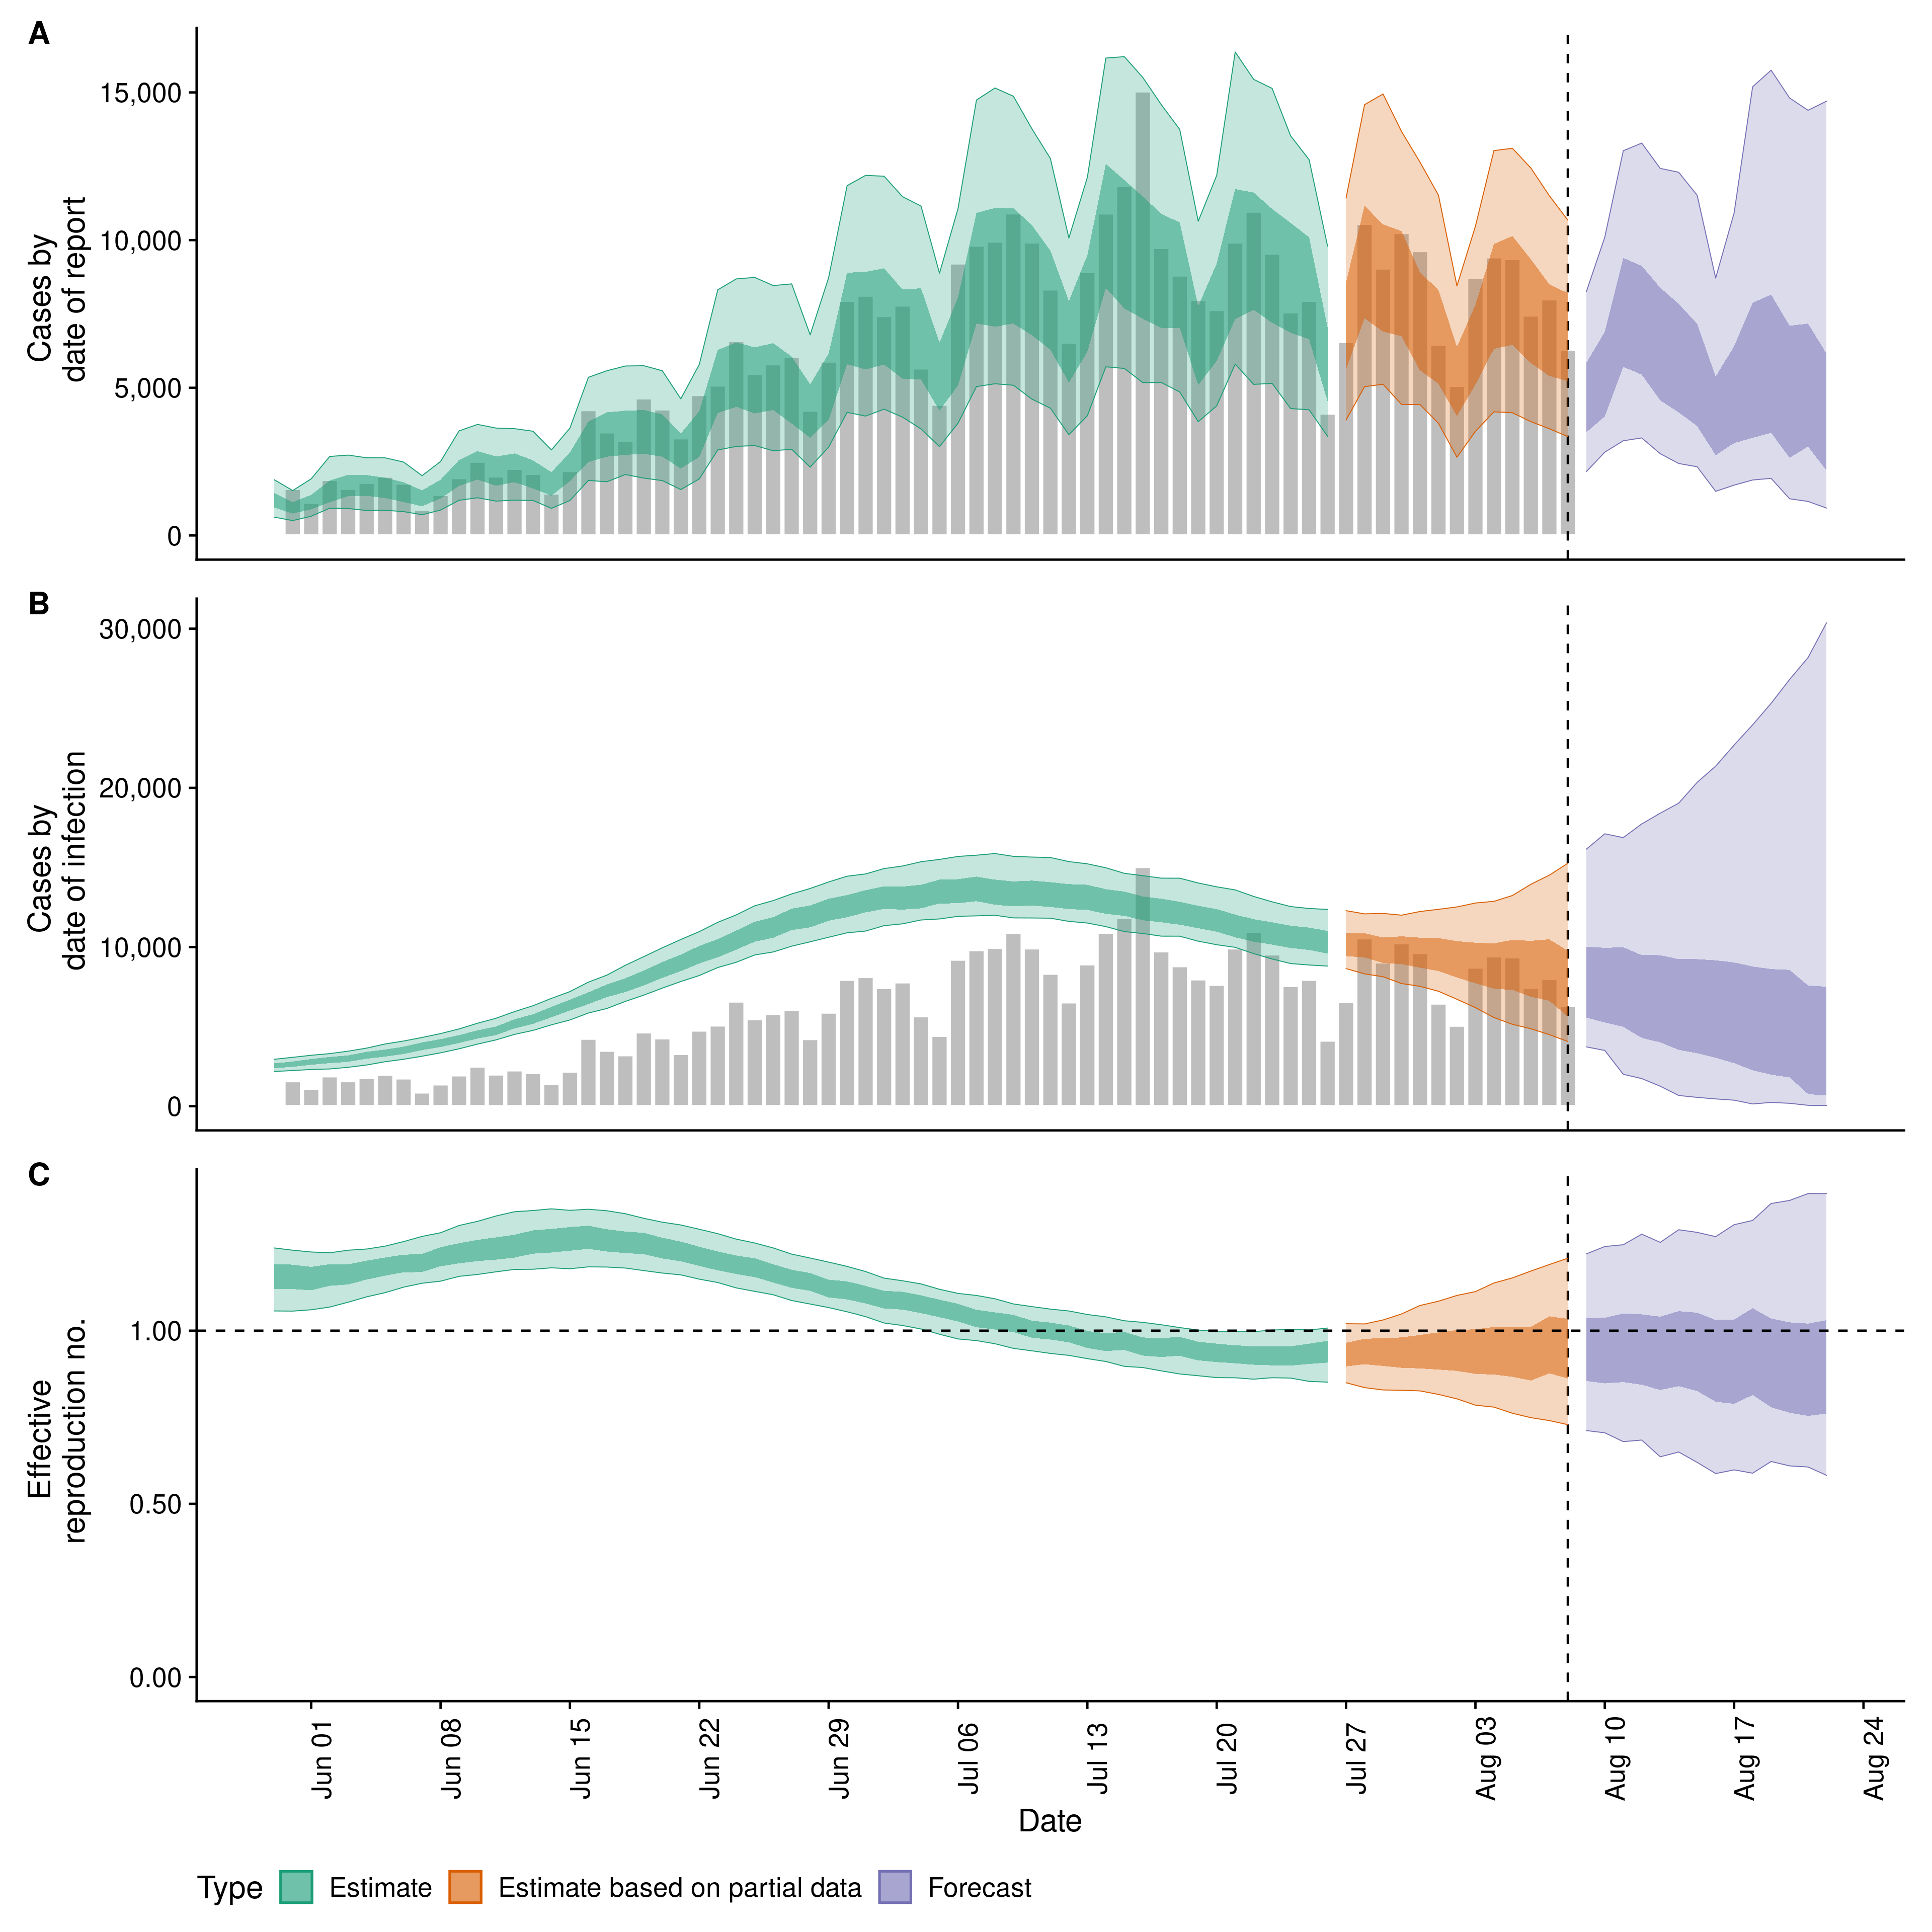 A
Cases by
date of report
15,000
10,000
5,000
0
B
Cases by
date of infection
30,000
20,000
10,000
0
C
Effective
reproduction no.
1.00
0.50
0.00
Jun 01
Jun 08
Jun 15
Jun 22
Jun 29
Jul 06
Jul 13
Jul 20
Jul 27
Aug 03
Aug 10
Aug 17
Aug 24
Date
Type Estimate Estimate based on partial data Forecast